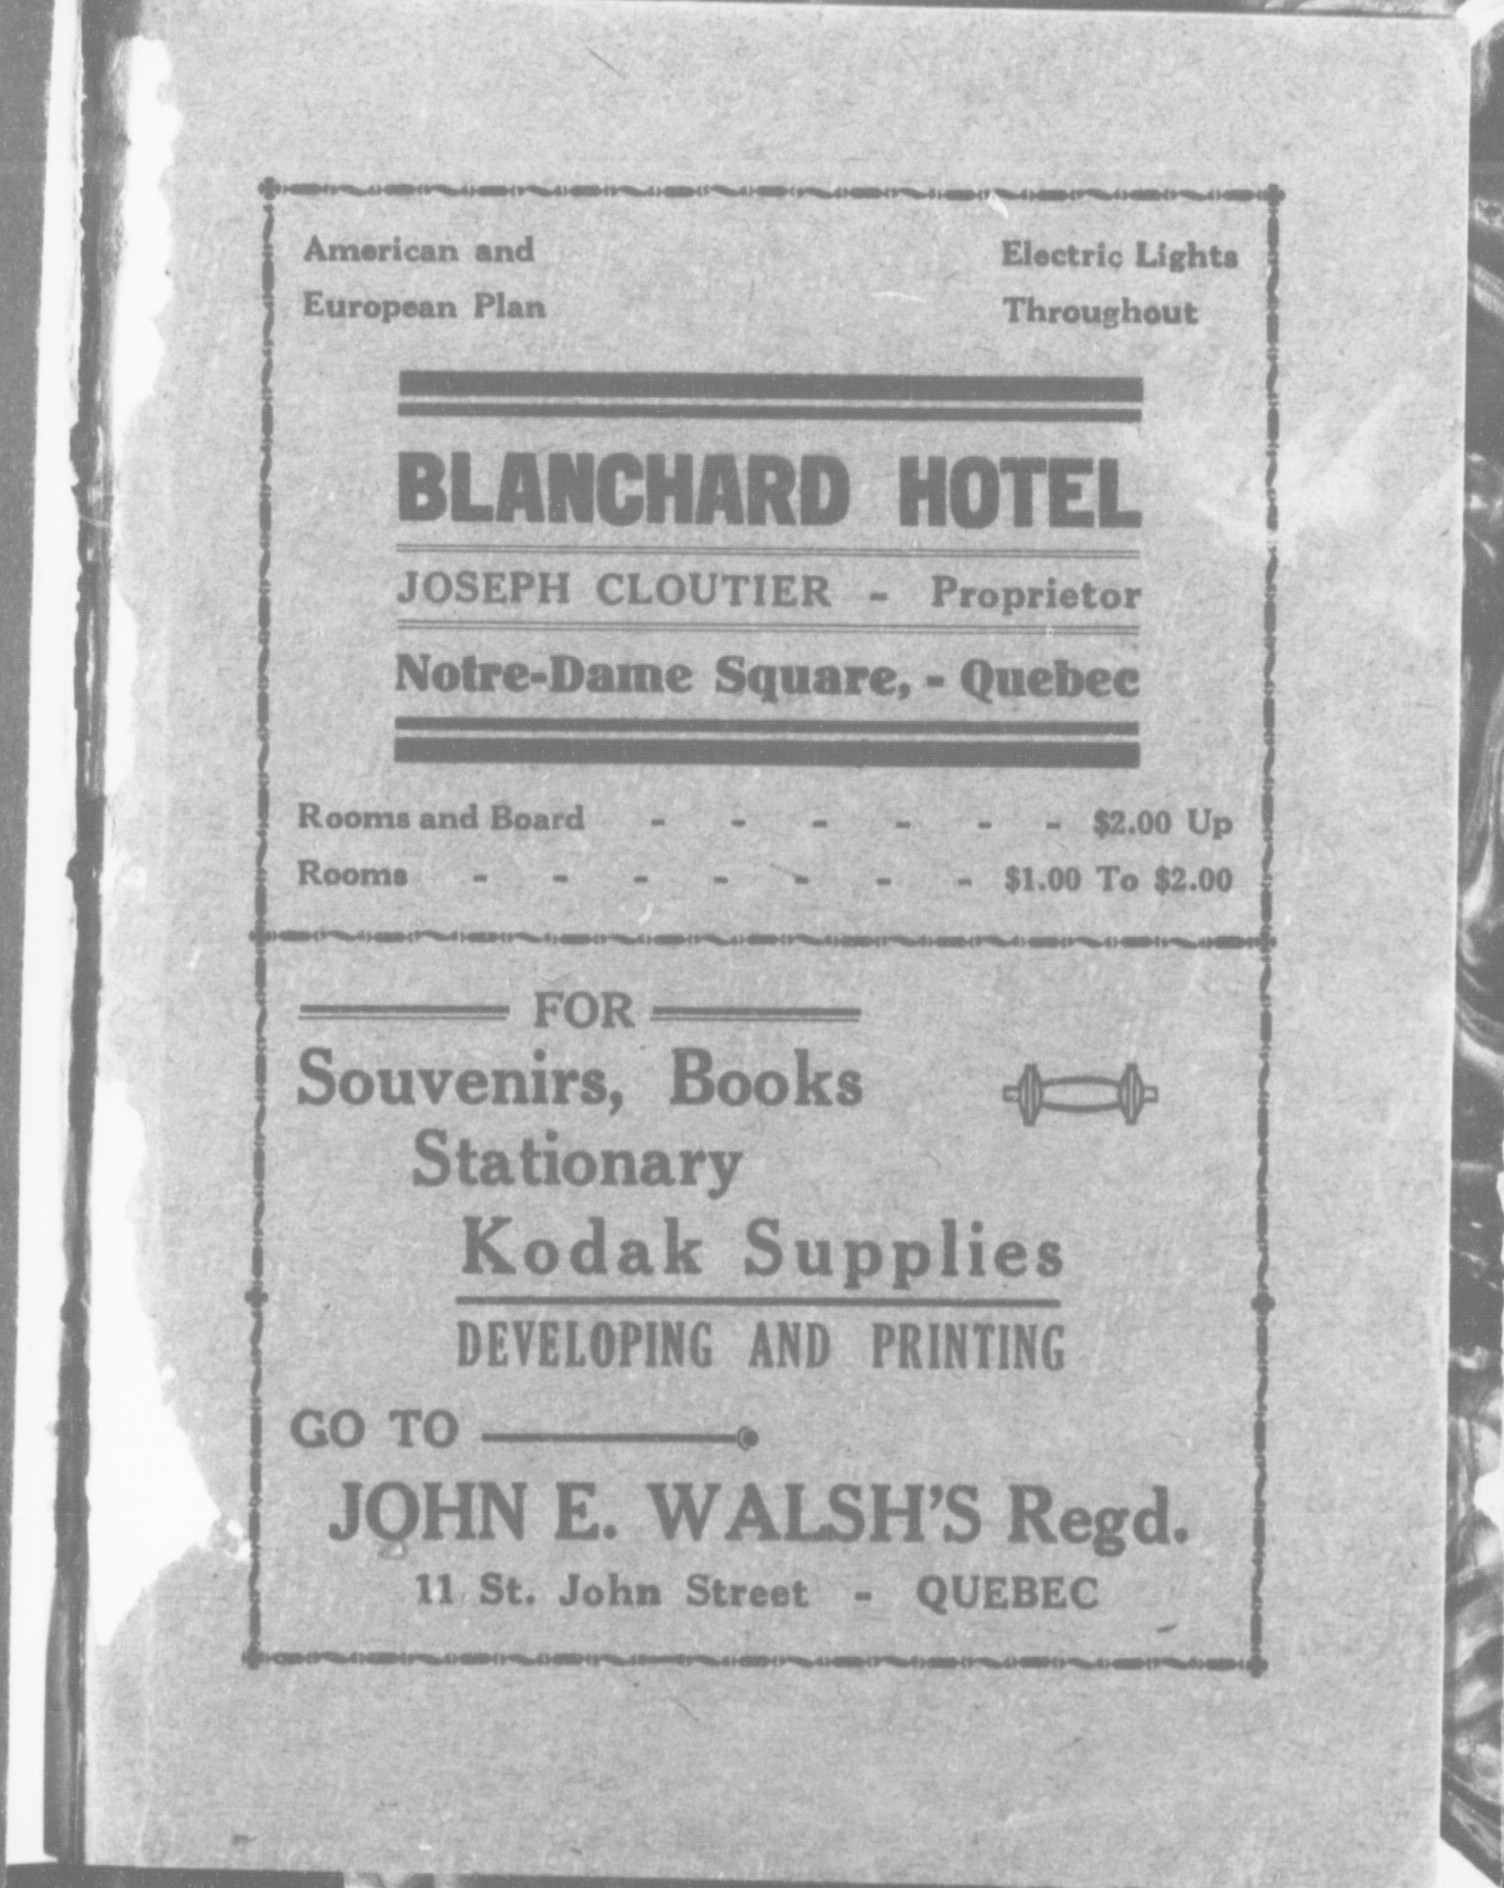 American and
European Plan
Electric Lights
Throughout
BLANCHARD HOTEL
JOSEPH CLOUTIER - Proprietor
Notre-Dame Square, - Quebec
Rooms and Board - - - - - - $2.00 Up
Rooms - - - - - - - $1.00 To $2.00
FOR
Souvenirs, Books
Stationary
Kodak Supplies
DEVELOPING AND PRINTING
GO TO
JOHN E. WALSH'S Regd.
11 St. John Street - QUEBEC